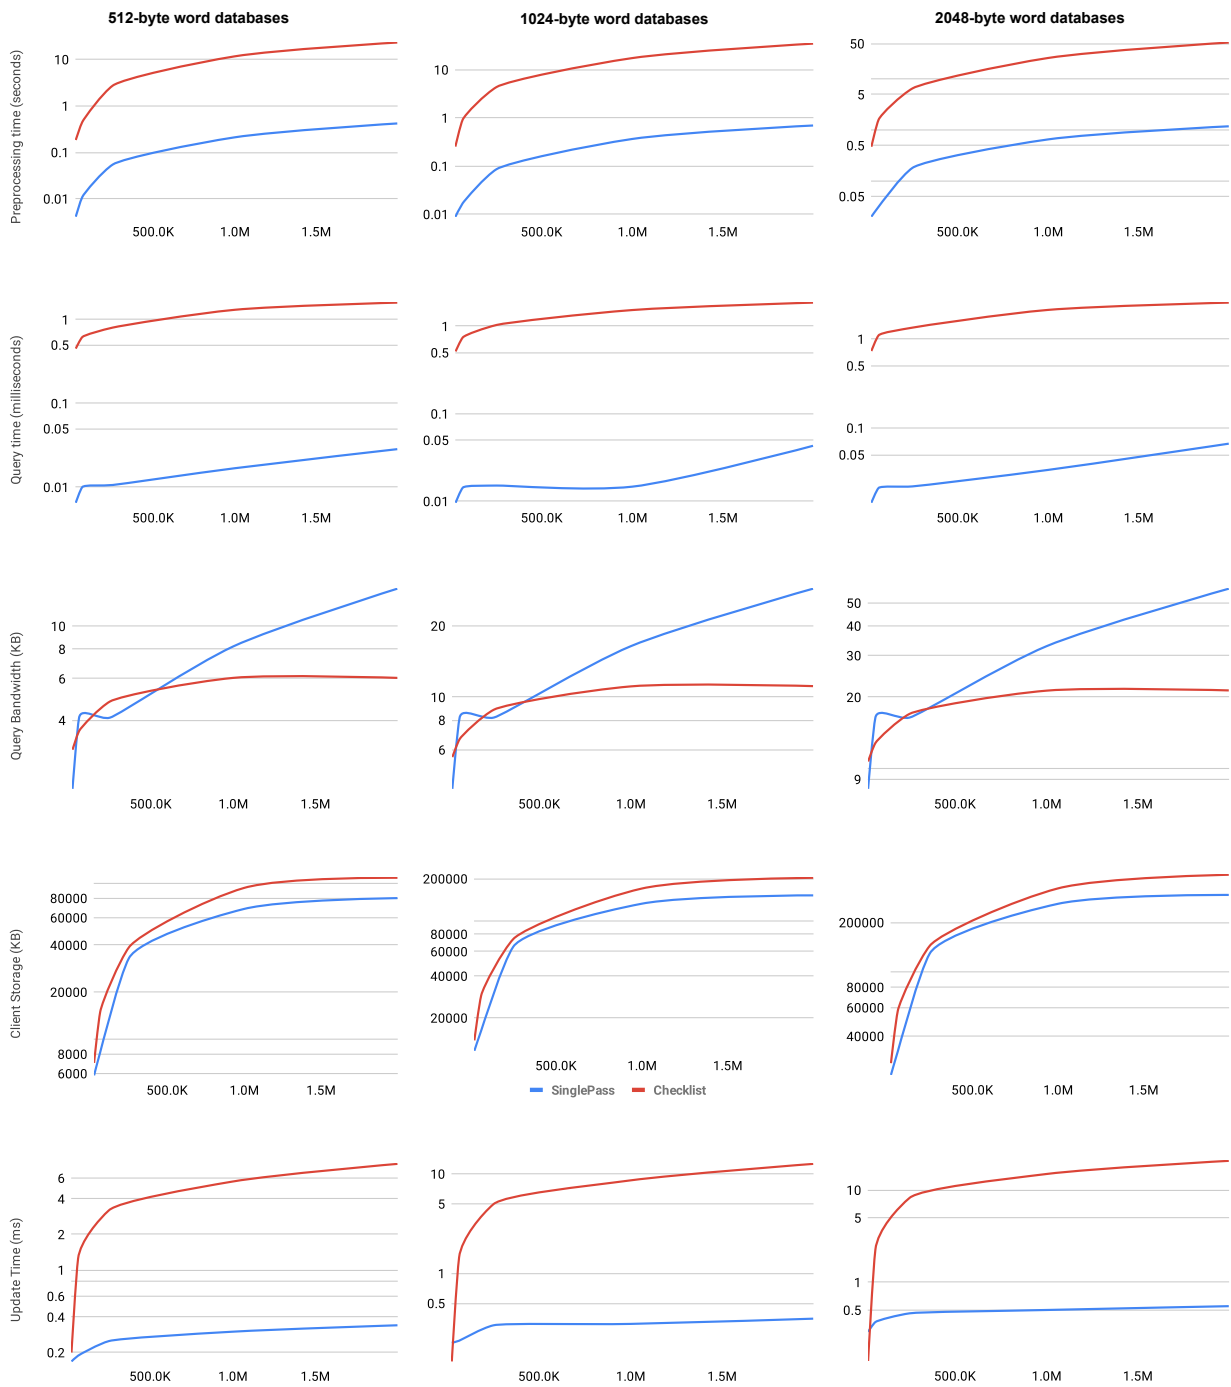 512-byte word databases
1024-byte word databases
2048-byte word databases
Preprocessing time (seconds)
10
1
0.1
0.01
500.0K 1.0M 1.5M
10
1
0.1
0.01
500.0K 1.0M 1.5M
50
5
0.5
0.05
500.0K 1.0M 1.5M
Query time (milliseconds)
1
0.5
0.1
0.05
0.01
500.0K 1.0M 1.5M
1
0.5
0.1
0.05
0.01
500.0K 1.0M 1.5M
1
0.5
0.1
0.05
500.0K 1.0M 1.5M
Query Bandwidth (KB)
10
8
6
4
500.0K 1.0M 1.5M
20
10
8
6
500.0K 1.0M 1.5M
50
40
30
20
9
500.0K 1.0M 1.5M
Client Storage (KB)
80000
60000
40000
20000
8000
6000
500.0K 1.0M 1.5M
200000
80000
60000
40000
20000
500.0K 1.0M 1.5M
200000
80000
60000
40000
500.0K 1.0M 1.5M
SinglePass Checklist
Update Time (ms)
6
4
2
1
0.6
0.4
0.2
500.0K 1.0M 1.5M
10
5
1
0.5
500.0K 1.0M 1.5M
10
5
1
0.5
500.0K 1.0M 1.5M